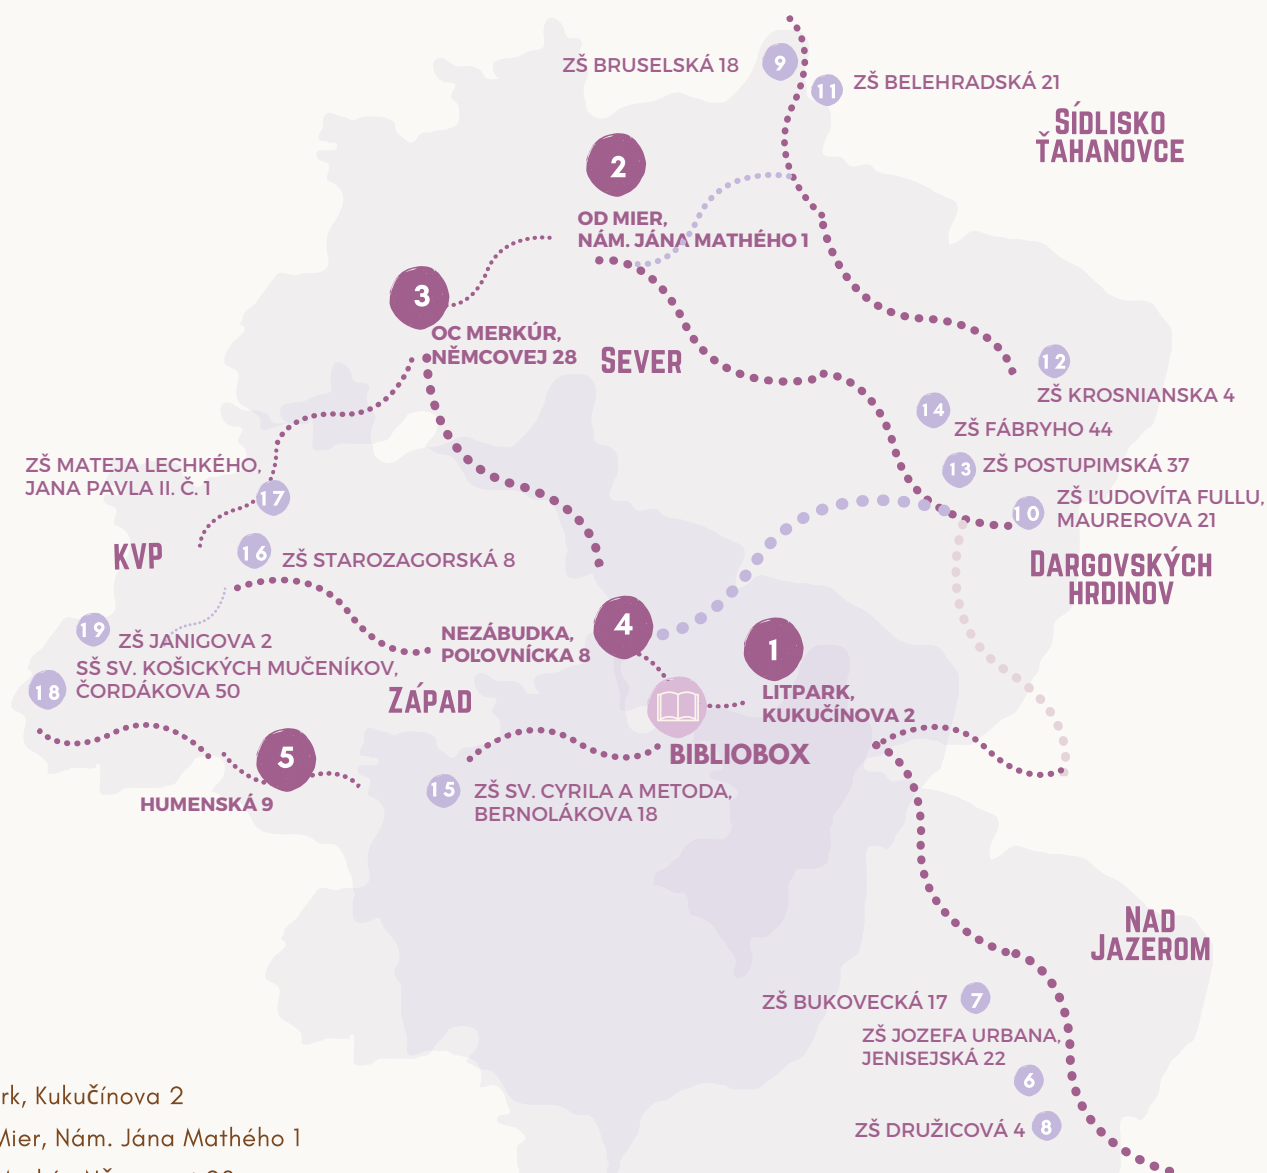 ZŠ BRUSELSKÁ 18
9
11
ZŠ BELEHRADSKÁ 21
SÍDLISKO
ŤAHANOVCE
2
OD MIER,
NÁM. JÁNA MATHÉHO 1
3
OC MERKÚR,
NĚMCOVEJ 28
SEVER
12
ZŠ KROSNIANSKA 4
14
ZŠ FÁBRYHO 44
13
ZŠ POSTUPIMSKÁ 37
ZŠ MATEJA LECHKÉHO,
JANA PAVLA II. Č. 1
17
10
ZŠ ĽUDOVÍTA FULLU,
MAUREROVA 21
KVP
16
ZŠ STAROZAGORSKÁ 8
DARGOVSKÝCH
HRDINOV
19
ZŠ JANIGOVA 2
4
NEZÁBUDKA,
POĽOVNÍCKA 8
1
LITPARK,
KUKUČÍNOVA 2
18
SŠ SV. KOŠICKÝCH MUČENÍKOV,
ČORDÁKOVA 50
ZÁPAD
BIBLIOBOX
5
HUMENSKÁ 9
15
ZŠ SV. CYRILA A METODA,
BERNOLÁKOVA 18
NAD
JAZEROM
ZŠ BUKOVECKÁ 17
7
ZŠ JOZEFA URBANA,
JENISEJSKÁ 22
6
ZŠ DRUŽICOVÁ 4
8
rk, Kukučínova 2
Mier, Nám. Jána Mathého 1